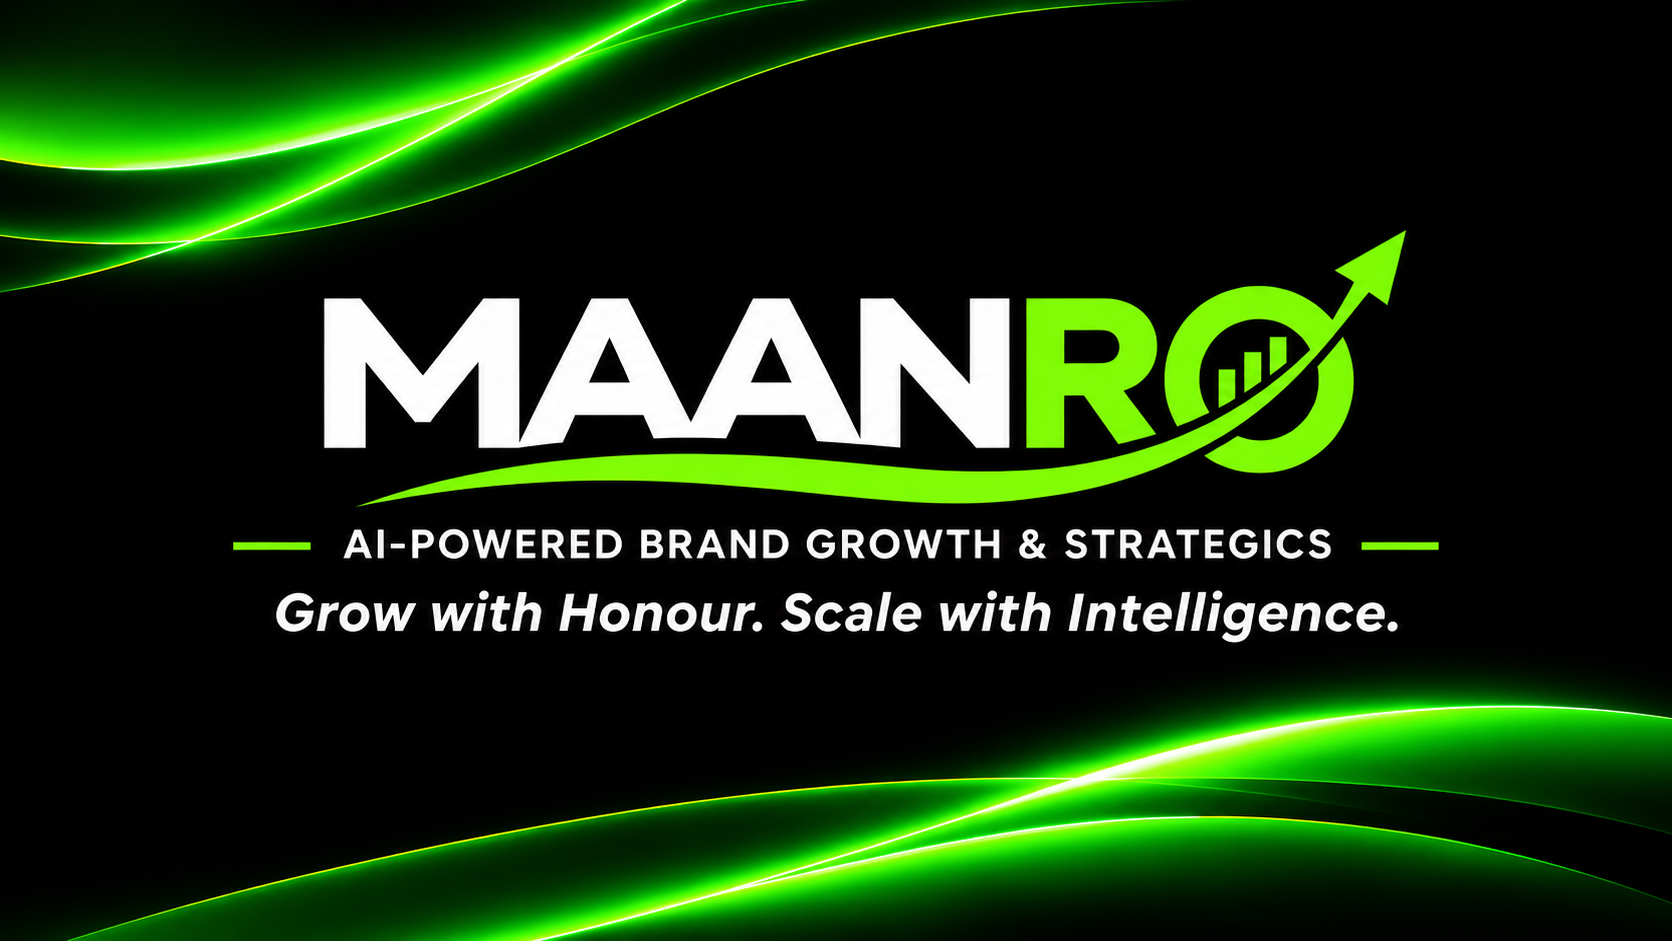 MAANRO
AI-POWERED BRAND GROWTH & STRATEGICS
Grow with Honour. Scale with Intelligence.